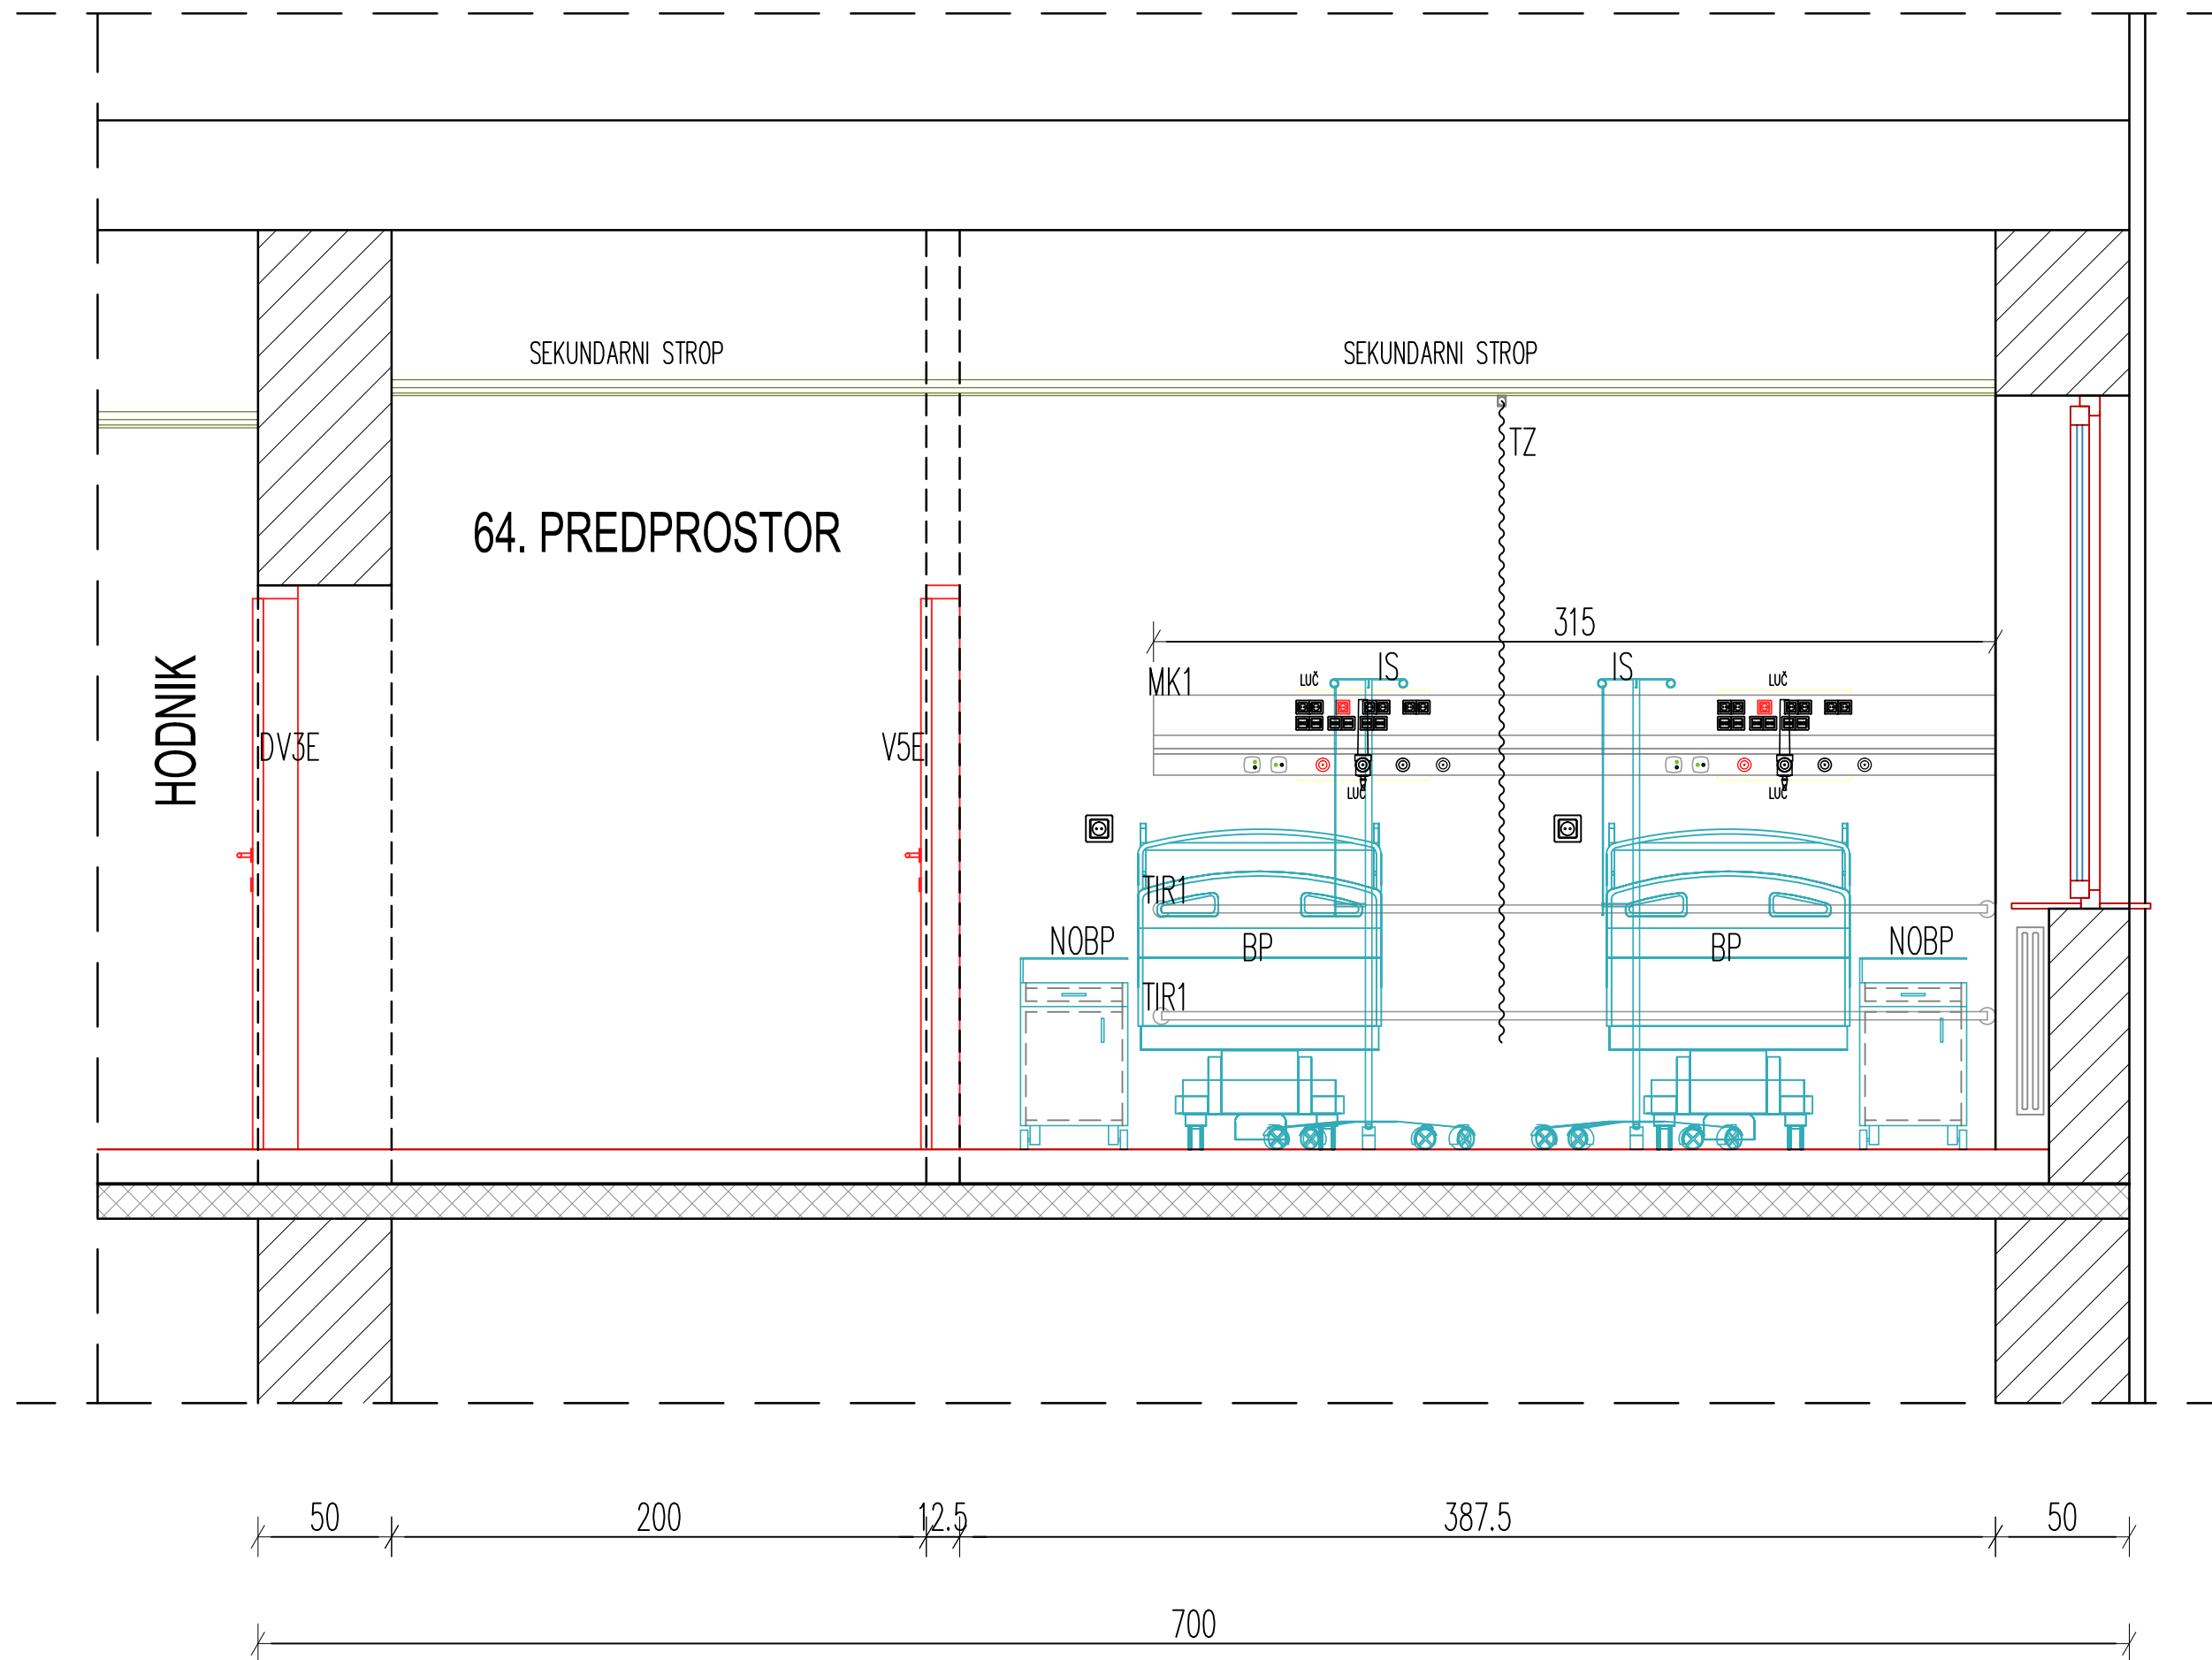 SEKUNDARNI STROP
SEKUNDARNI STROP
TZ
64. PREDPROSTOR
315
HODNIK
MK1
LUČ
IS
IS
LUČ
DV3E
V5E
LUČ
LUČ
TIR1
NOBP
BP
BP
NOBP
TIR1
50
200
12.5
387.5
50
700